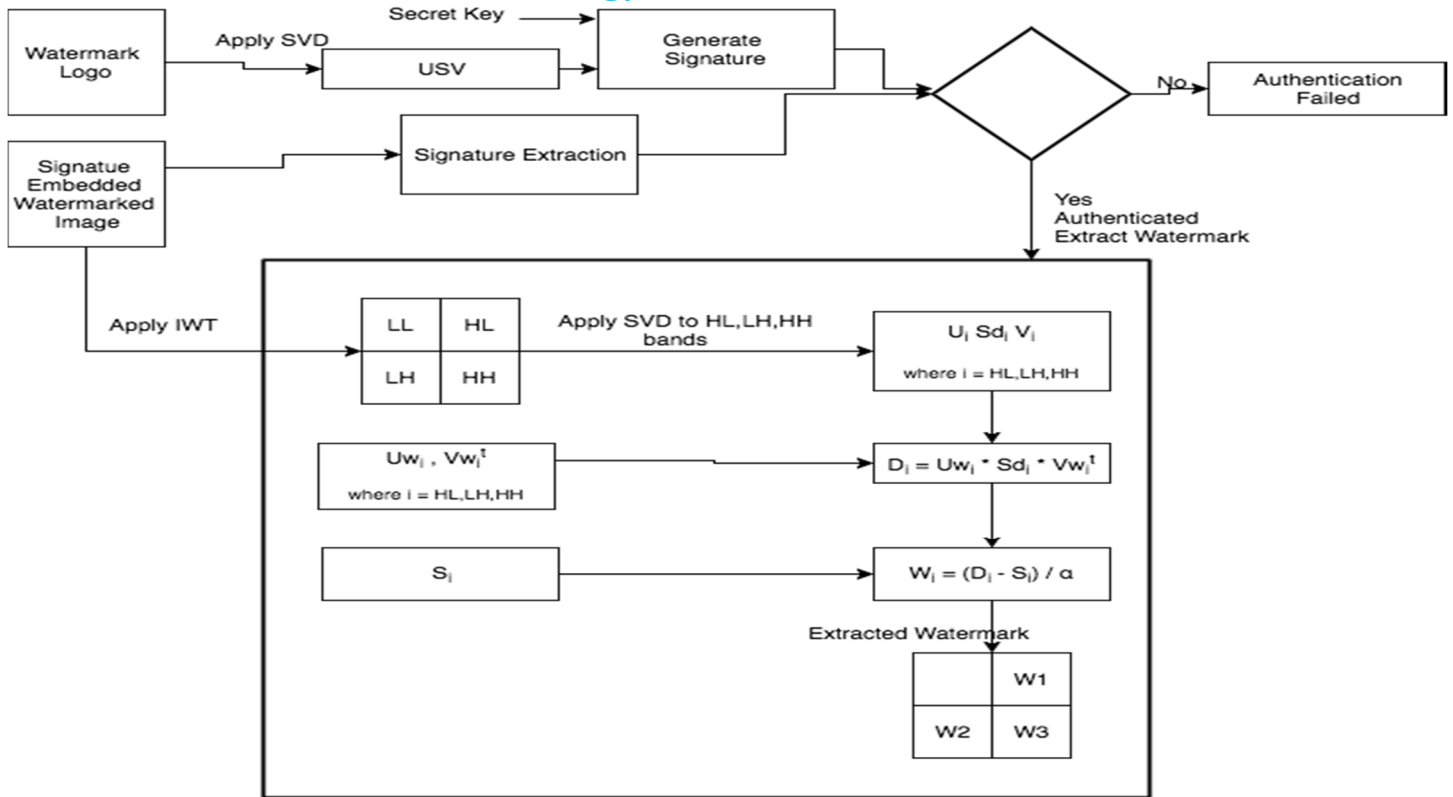 Secret Key
Watermark
Logo
Apply SVD
USV
Generate
Signature
No
Authentication
Failed
Signatue
Embedded
Watermarked
Image
Signature Extraction
Yes
Authenticated
Extract Watermark
Apply IWT
LL HL
LH HH
Apply SVD to HL,LH,HH
bands
Uᵢ Sdᵢ Vᵢ
where i = HL,LH,HH
Uwᵢ , Vwᵢᵗ
where i = HL,LH,HH
Dᵢ = Uwᵢ * Sdᵢ * Vwᵢᵗ
Sᵢ
Wᵢ = (Dᵢ - Sᵢ) / α
Extracted Watermark
W1
W2 W3